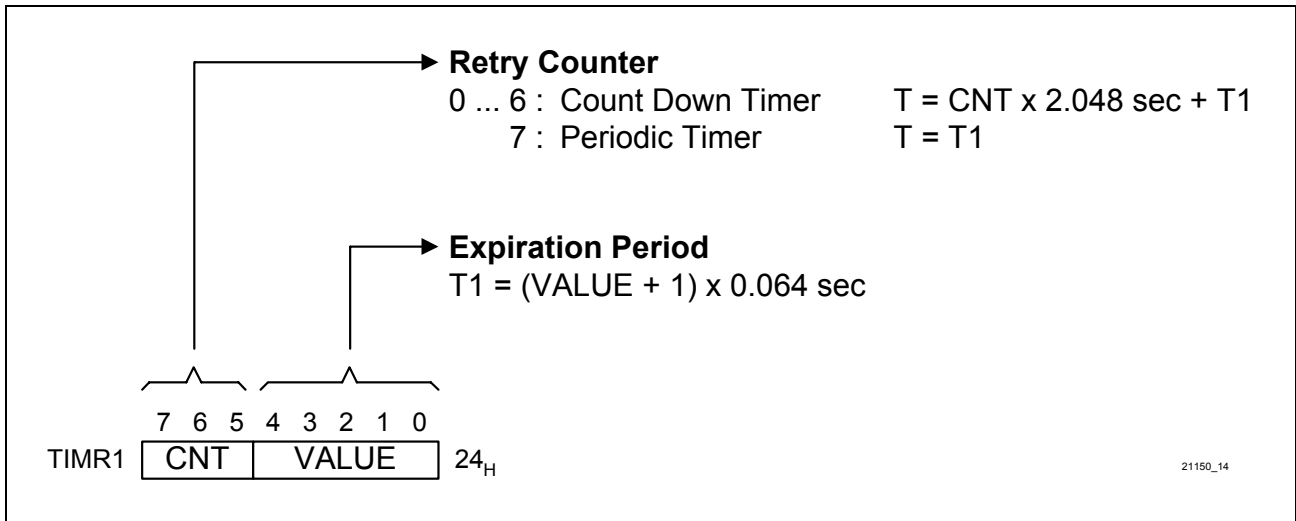 Retry Counter
0 ... 6 : Count Down Timer T = CNT x 2.048 sec + T1
7 : Periodic Timer T = T1
Expiration Period
T1 = (VALUE + 1) x 0.064 sec
7 6 5 4 3 2 1 0
TIMR1 CNT VALUE 24H
21150_14